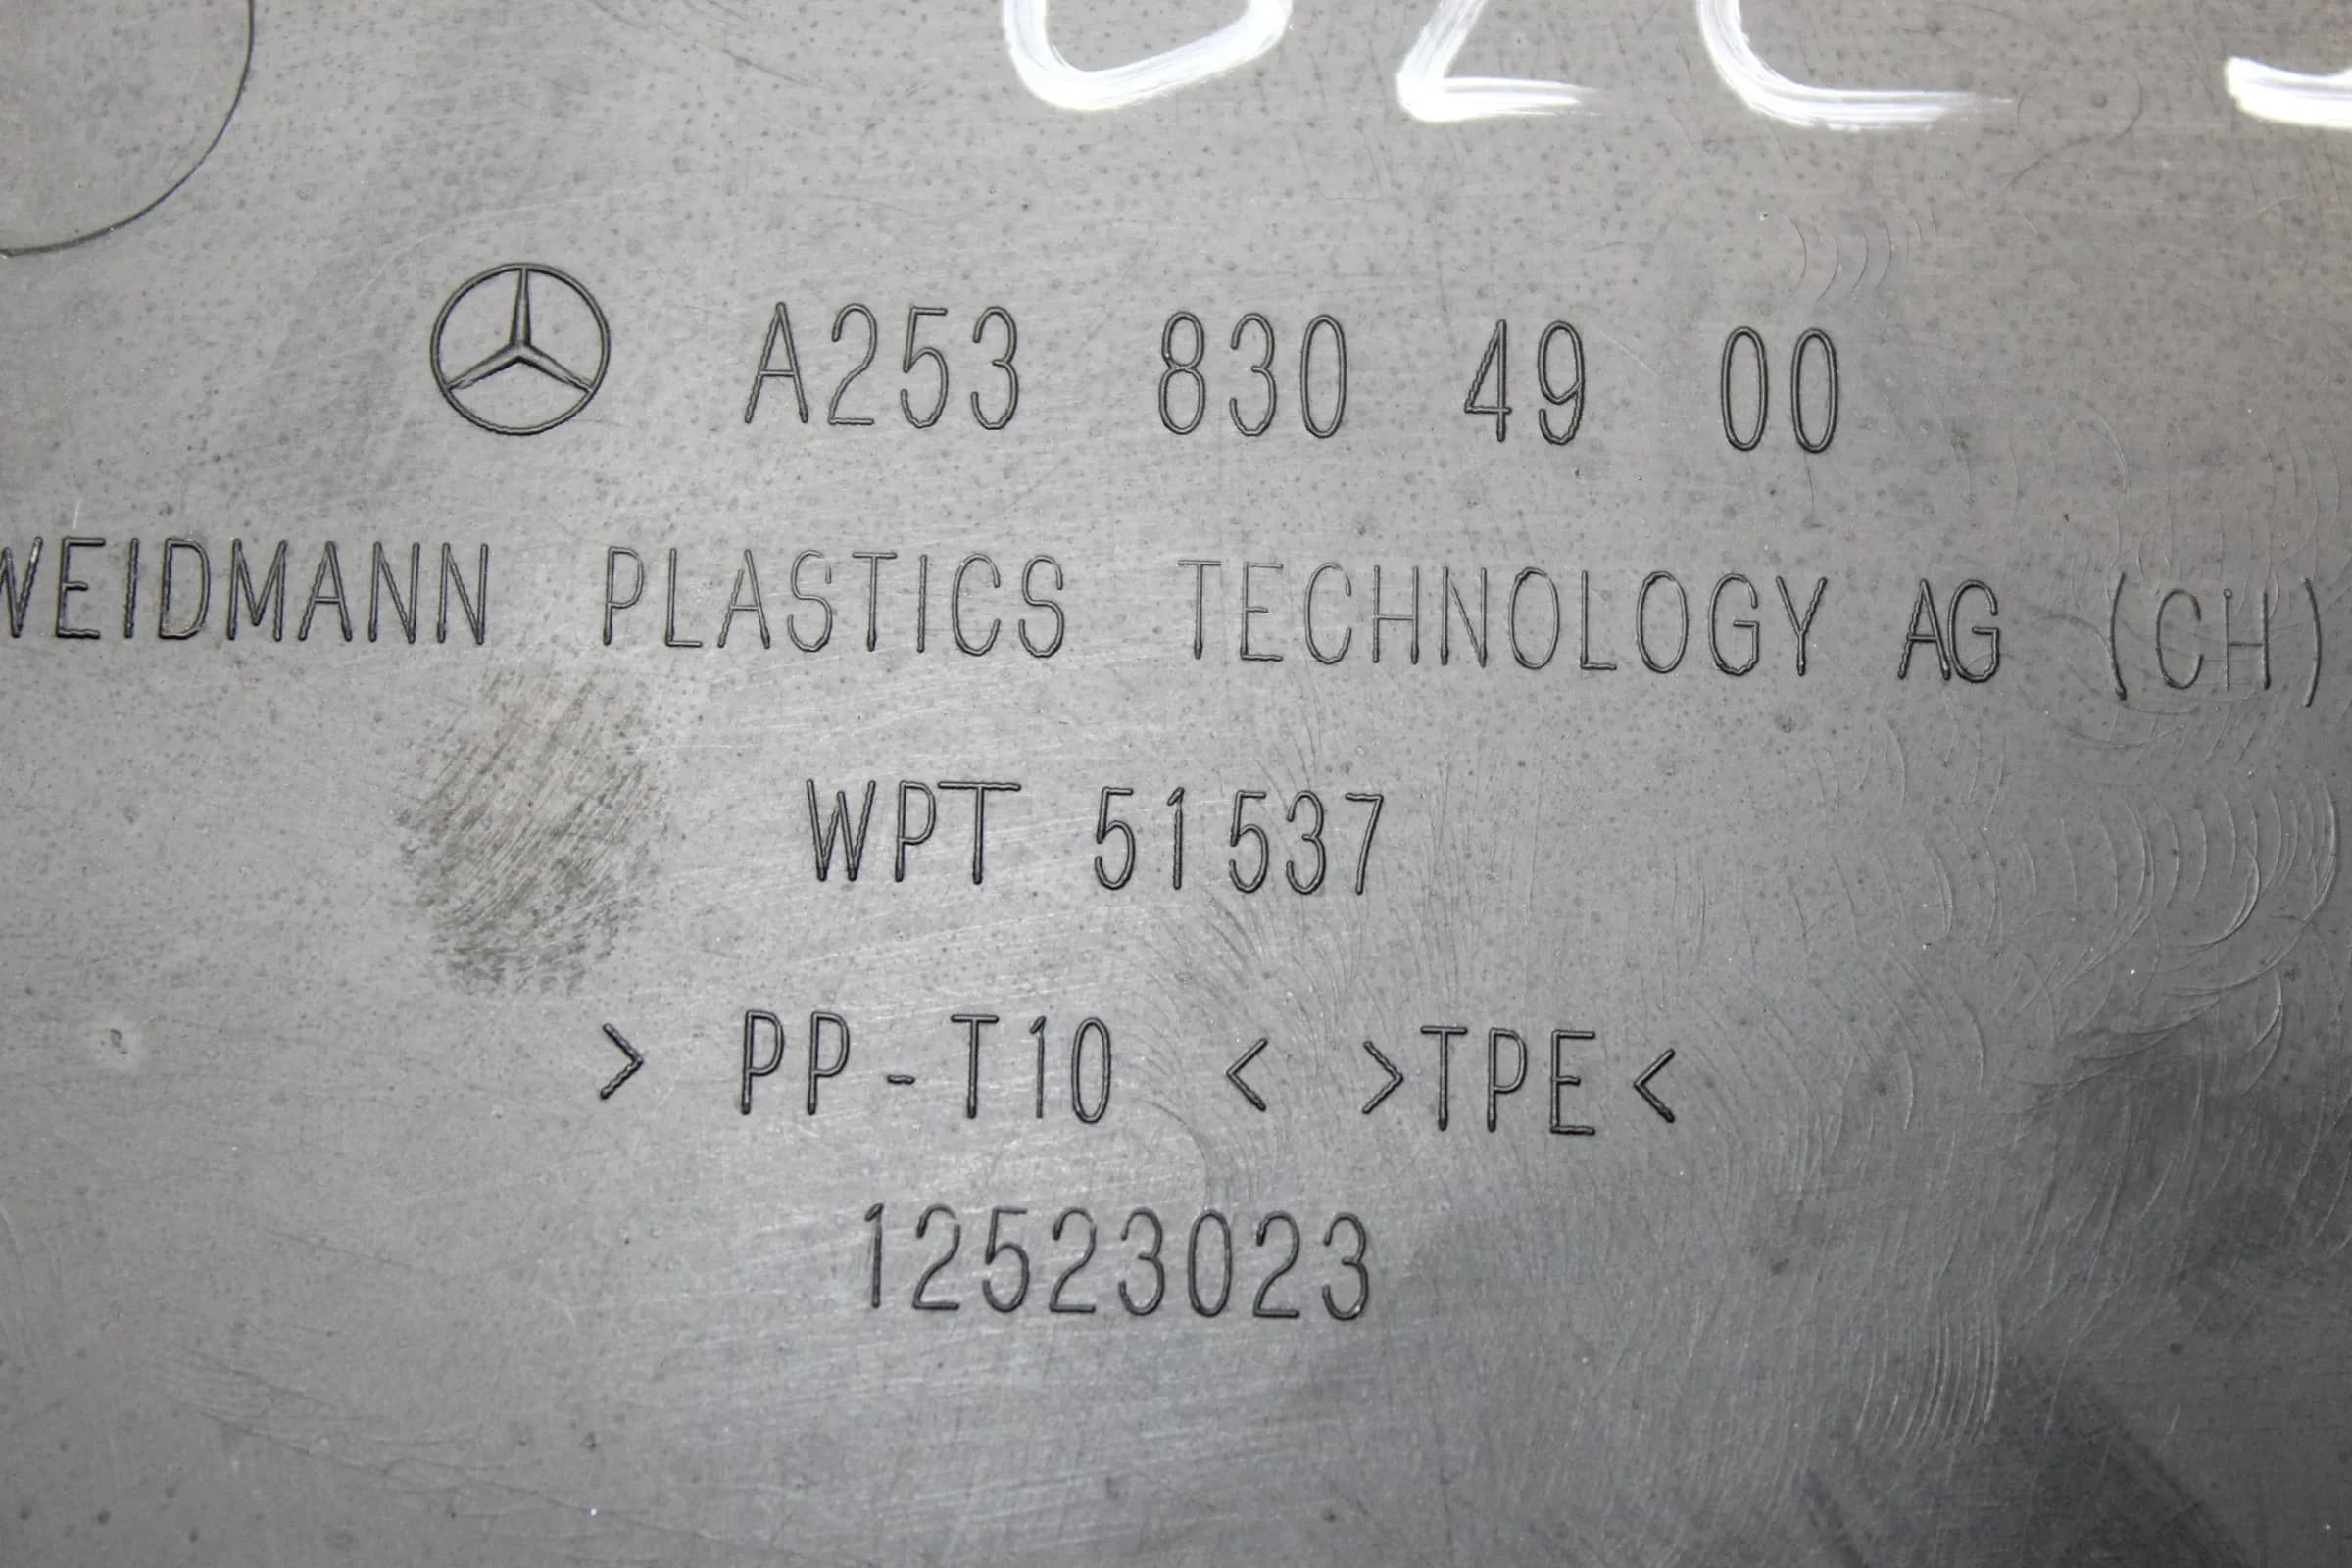 A253 830 49 00
WEIDMANN PLASTICS TECHNOLOGY AG (CH)
WPT 51537
> PP-T10 < >TPE<
12523023